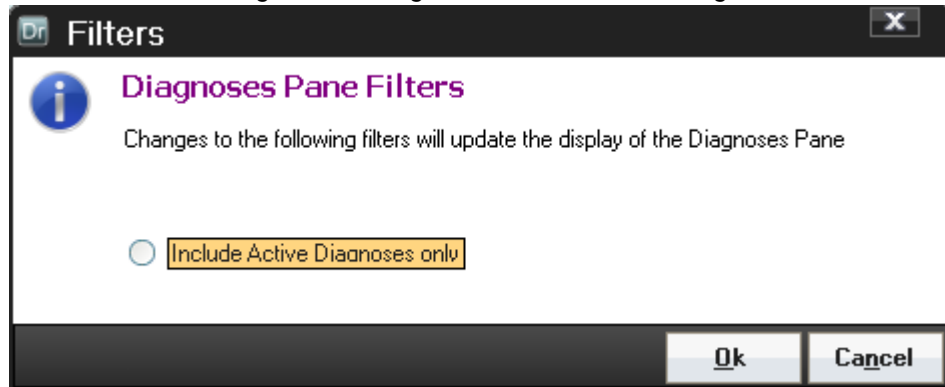 Dr Filters
X
Diagnoses Pane Filters
Changes to the following filters will update the display of the Diagnoses Pane
Include Active Diagnoses only
Ok Cancel